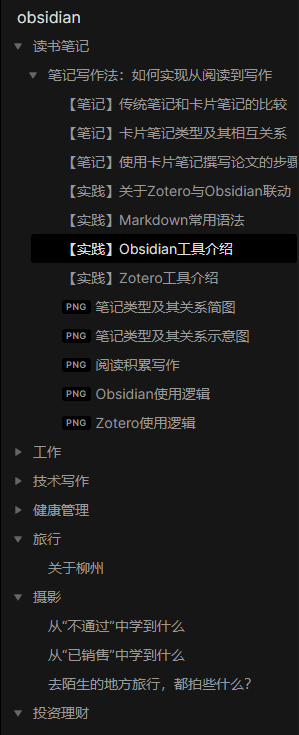 obsidian
读书笔记
笔记写作法：如何实现从阅读到写作
【笔记】传统笔记和卡片笔记的比较
【笔记】卡片笔记类型及其相互关系
【笔记】使用卡片笔记撰写论文的步骤
【实践】关于Zotero与Obsidian联动
【实践】Markdown常用语法
【实践】Obsidian工具介绍
【实践】Zotero工具介绍
PNG 笔记类型及其关系简图
PNG 笔记类型及其关系示意图
PNG 阅读积累写作
PNG Obsidian使用逻辑
PNG Zotero使用逻辑
工作
技术写作
健康管理
旅行
关于柳州
摄影
从“不通过”中学到什么
从“已销售”中学到什么
去陌生的地方旅行，都拍些什么？
投资理财